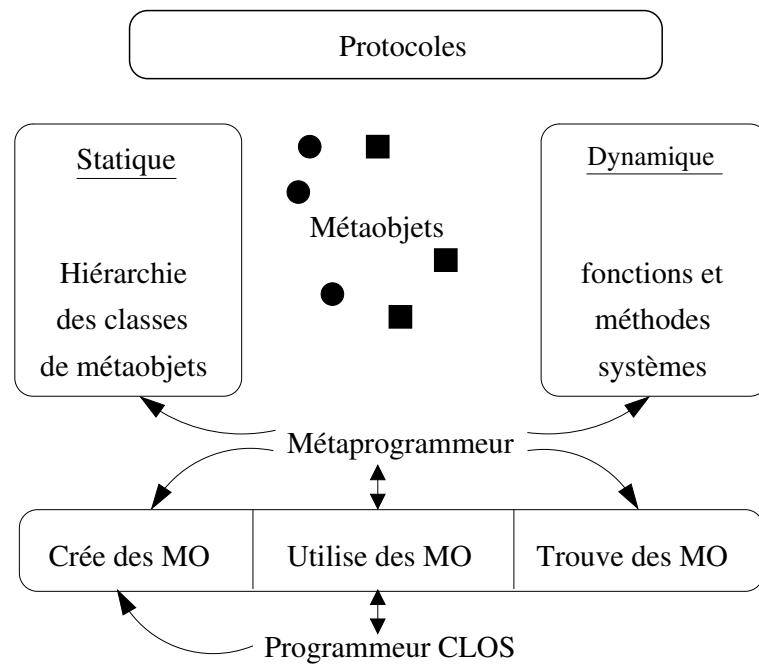 Protocoles
Statique
Dynamique
Métaobjets
Hiérarchie
des classes
de métaobjets
fonctions et
méthodes
systèmes
Métaprogrammeur
Crée des MO
Utilise des MO
Trouve des MO
Programmeur CLOS